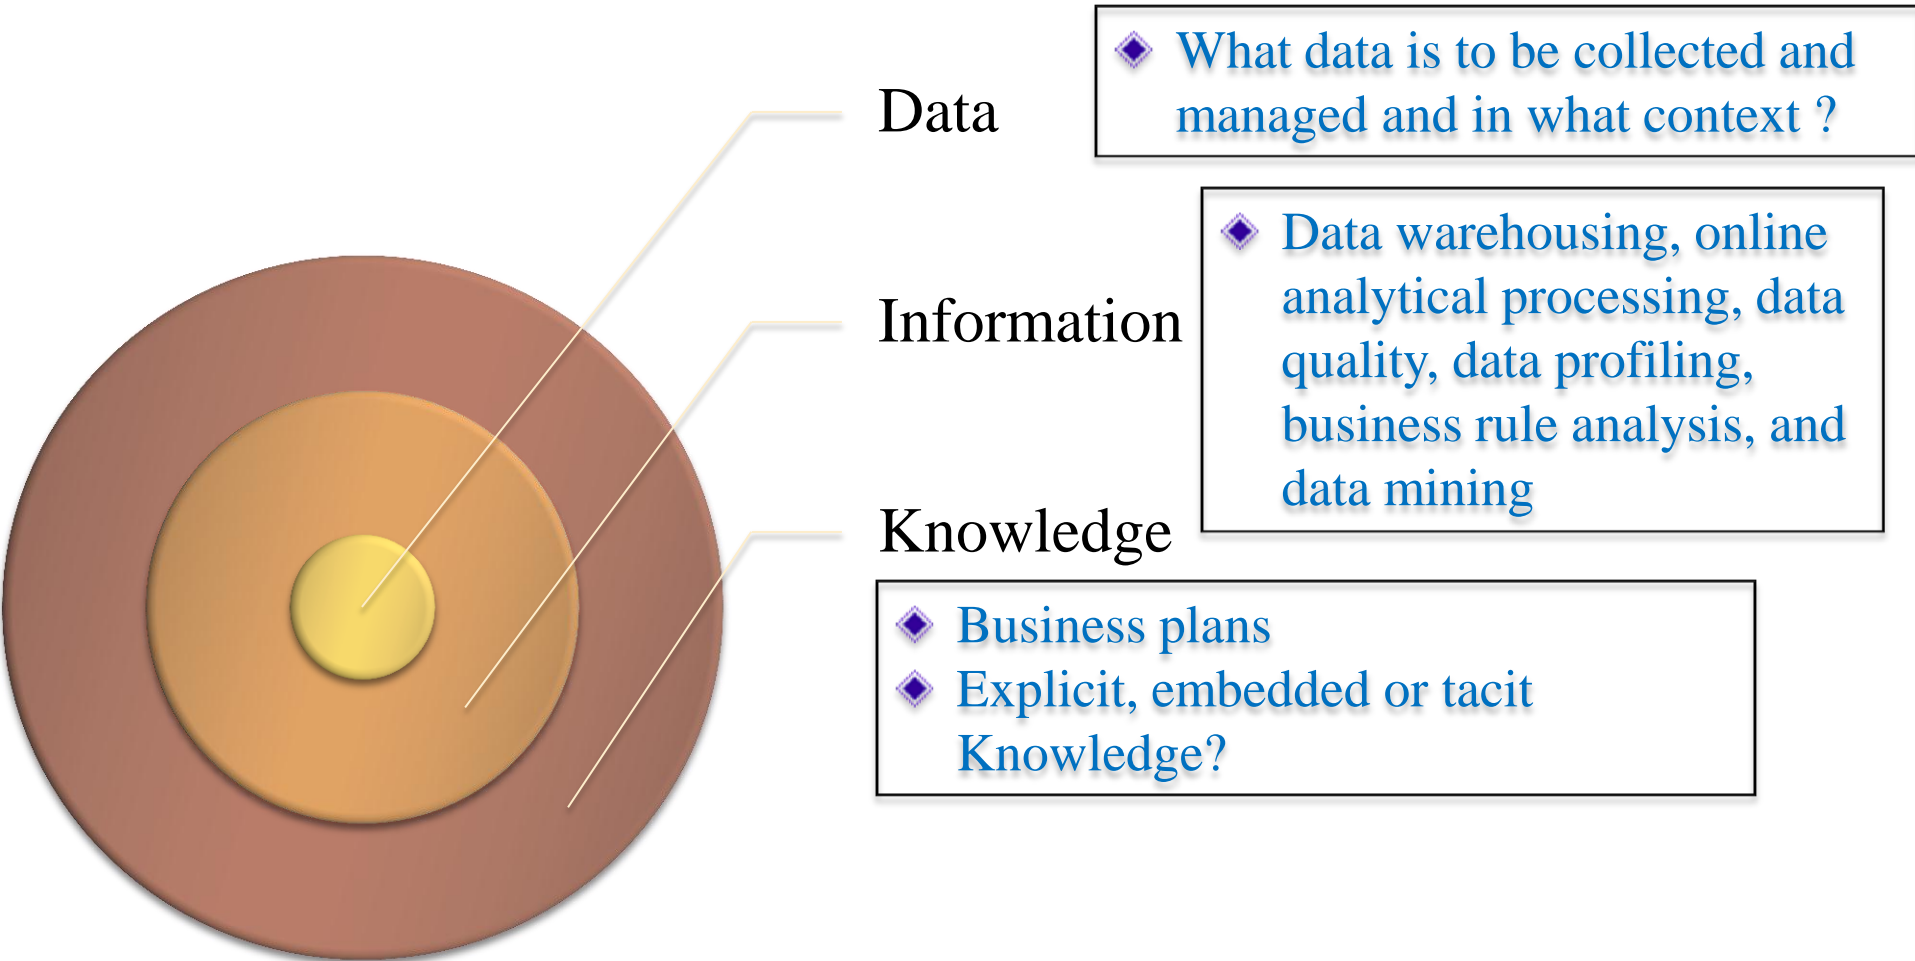 Data
What data is to be collected and
managed and in what context ?
Information
Data warehousing, online
analytical processing, data
quality, data profiling,
business rule analysis, and
data mining
Knowledge
Business plans
Explicit, embedded or tacit
Knowledge?